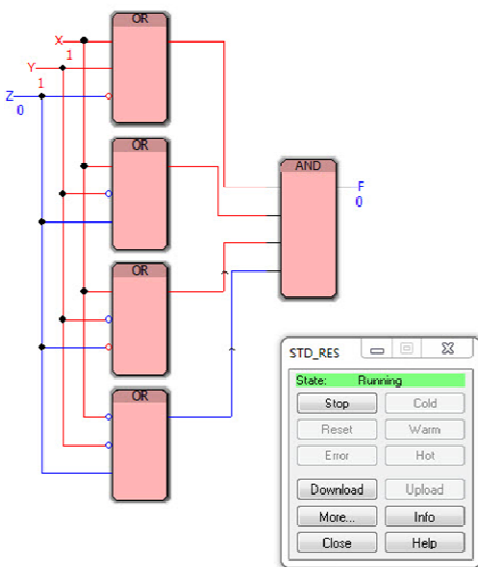 OR
X
1
Y
1
Z
0
OR
AND
F
0
OR
OR
STD_RES
State: Running
Stop Cold
Reset Warm
Error Hot
Download Upload
More... Info
Close Help